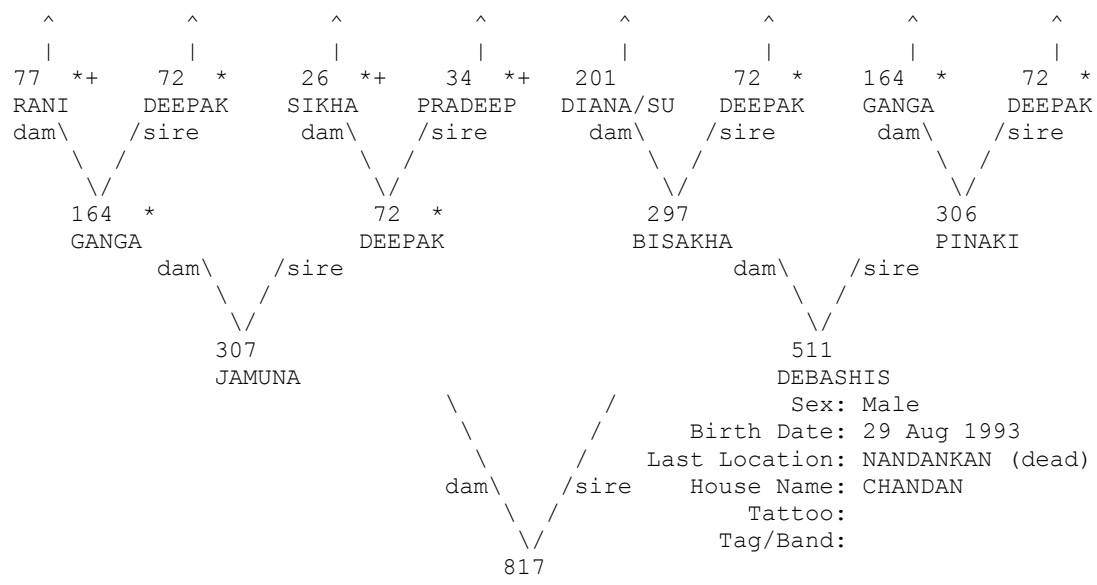 ^ ^ ^ ^ ^ ^ ^ ^
| | | | | | | |
77 *+ 72 * 26 *+ 34 *+ 201 72 * 164 * 72 *
RANI DEEPAK SIKHA PRADEEP DIANA/SU DEEPAK GANGA DEEPAK
dam\ /sire dam\ /sire dam\ /sire dam\ /sire
\ / \ / \ / \ /
\/ \/ \/ \/
164 * 72 * 297 306
GANGA DEEPAK BISAKHA PINAKI
dam\ /sire dam\ /sire
\ / \ /
\/ \/
307 511
JAMUNA DEBASHIS
\ / Sex: Male
\ / Birth Date: 29 Aug 1993
\ / Last Location: NANDANKAN (dead)
dam\ /sire House Name: CHANDAN
\ / Tattoo:
\/ Tag/Band:
817